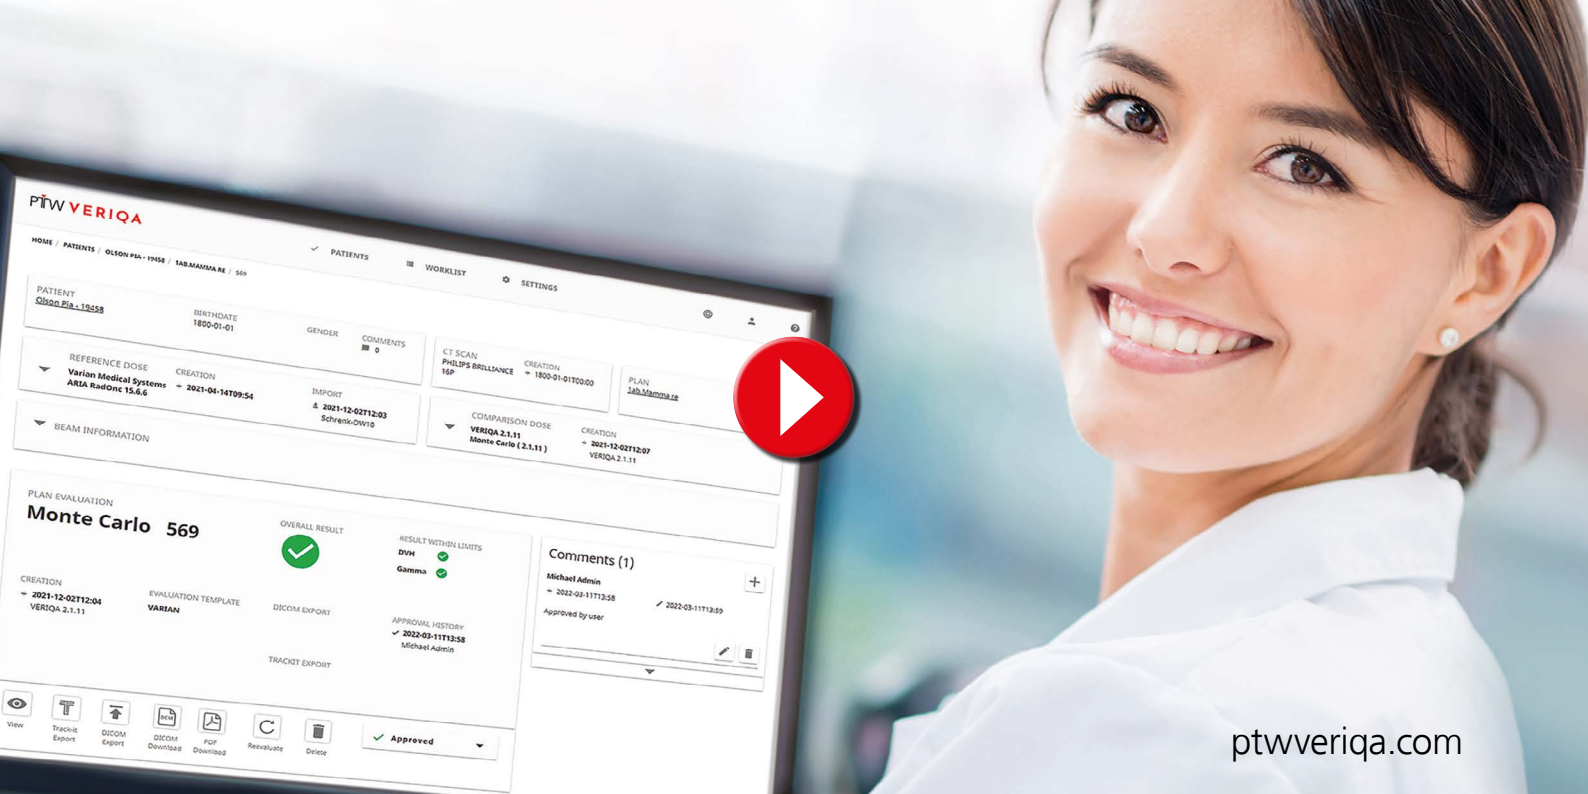 PTW VERIQA
PATIENTS
WORKLIST
SETTINGS
HOME / PATIENTS / OLSON PIA - 19458 / 1AB.MAMMA RE / 569
PATIENT
Olson Pia - 19458
BIRTHDATE
1800-01-01
GENDER
COMMENTS
0
CT SCAN
PHILIPS BRILLIANCE
16P
CREATION
1800-01-01T00:00
PLAN
1ab.Mamma.re
REFERENCE DOSE
Varian Medical Systems
ARIA RadOnc 15.6.6
CREATION
2021-04-14T09:54
IMPORT
2021-12-02T12:03
Schrenk-DW10
COMPARISON DOSE
VERIQA 2.1.11
Monte Carlo ( 2.1.11 )
CREATION
2021-12-02T12:07
VERIQA 2.1.11
BEAM INFORMATION
PLAN EVALUATION
Monte Carlo 569
OVERALL RESULT
RESULT WITHIN LIMITS
DVH
Gamma
CREATION
2021-12-02T12:04
VERIQA 2.1.11
EVALUATION TEMPLATE
VARIAN
DICOM EXPORT
APPROVAL HISTORY
2022-03-11T13:58
Michael Admin
TRACKIT EXPORT
Comments (1)
Michael Admin
2022-03-11T13:58
2022-03-11T13:59
Approved by user
View
Track-it
Export
DICOM
Export
DCM
DICOM
Download
PDF
Download
Reevaluate
Delete
Approved
ptwveriqa.com